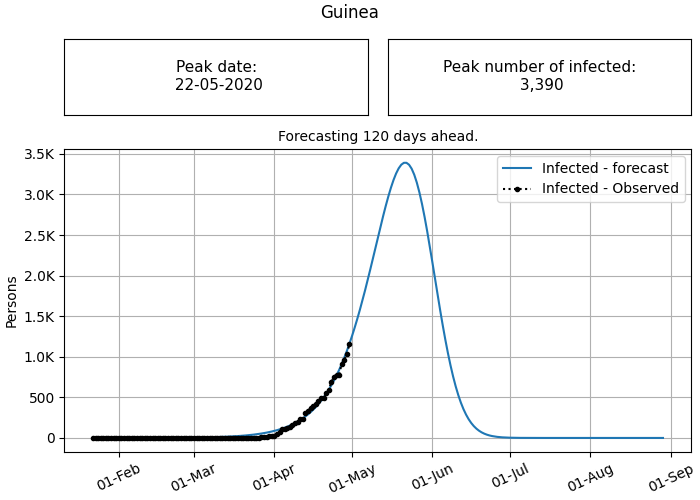 Guinea
Peak date:
22-05-2020
Peak number of infected:
3,390
Forecasting 120 days ahead.
3.5K
3.0K
2.5K
2.0K
1.5K
1.0K
500
0
Persons
Infected - forecast
Infected - Observed
01-Feb
01-Mar
01-Apr
01-May
01-Jun
01-Jul
01-Aug
01-Sep